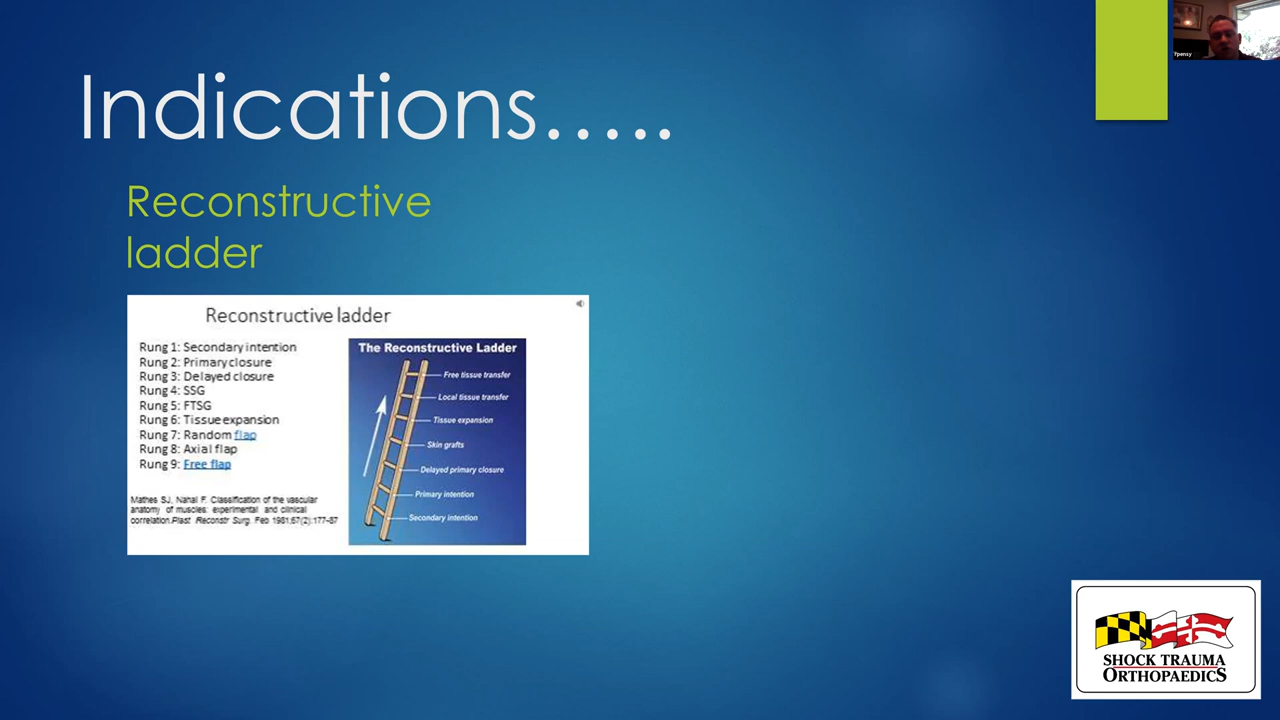 Indications.....
Reconstructive
ladder
Reconstructive ladder
Rung 1: Secondary intention
Rung 2: Primary closure
Rung 3: Delayed closure
Rung 4: SSG
Rung 5: FTSG
Rung 6: Tissue expansion
Rung 7: Random flap
Rung 8: Axial flap
Rung 9: Free flap
Mathes SJ, Nahai F. Classification of the vascular
anatomy of muscles: experimental and clinical
correlation.Plast Reconstr Surg. Feb 1981;67(2):177-87
The Reconstructive Ladder
Free tissue transfer
Local tissue transfer
Tissue expansion
Skin grafts
Delayed primary closure
Primary intention
Secondary intention
SHOCK TRAUMA
ORTHOPAEDICS